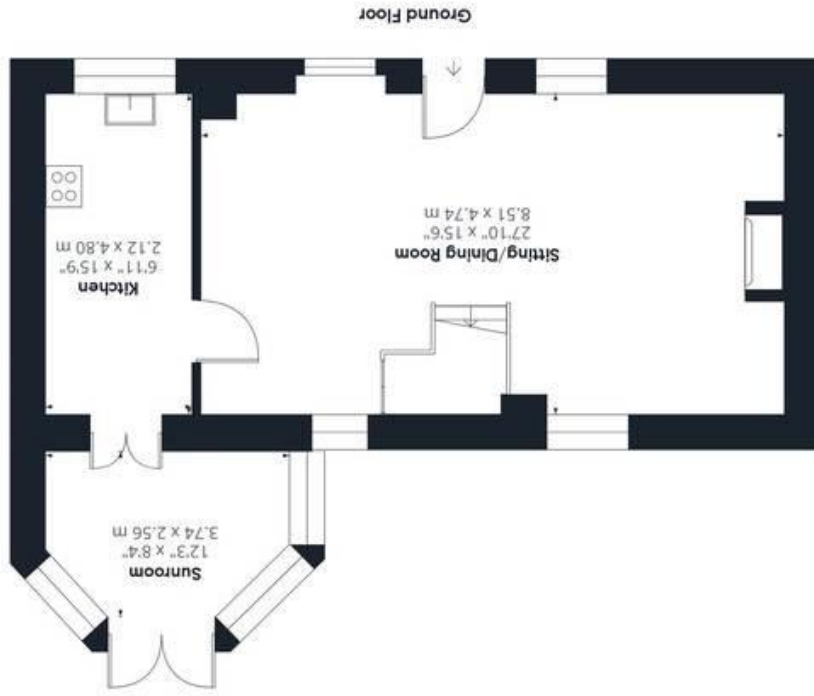 Ground Floor
Kitchen
6'11" x 15'9"
2.12 x 4.80 m
Sitting/Dining Room
27'10" x 15'6"
8.51 x 4.74 m
Sunroom
12'3" x 8'4"
3.74 x 2.56 m